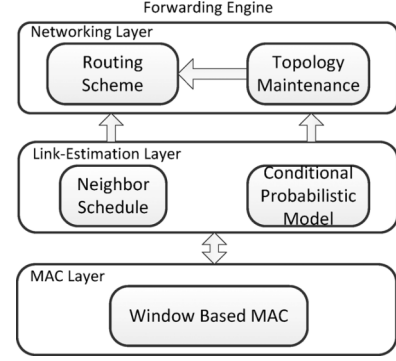 Forwarding Engine
Networking Layer
Routing
Scheme
Topology
Maintenance
Link-Estimation Layer
Neighbor
Schedule
Conditional
Probabilistic
Model
MAC Layer
Window Based MAC